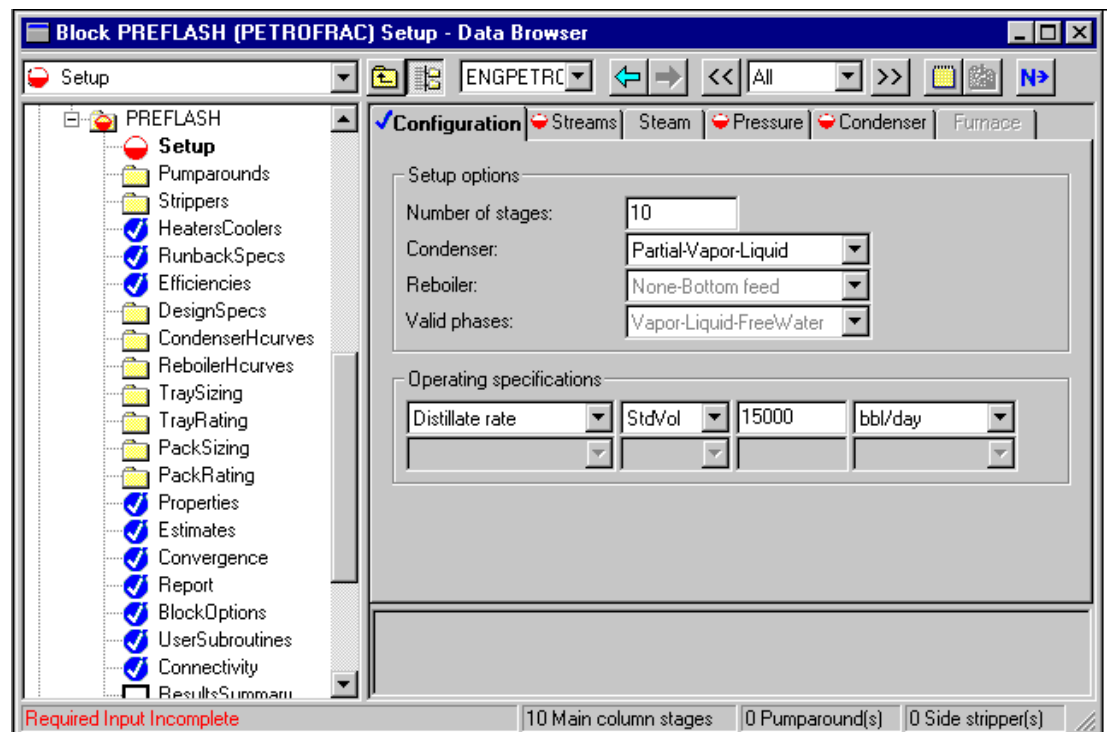 Block PREFLASH (PETROFRAC) Setup - Data Browser
Setup ENGPETRC << All >> N
PREFLASH
Setup
Pumparounds
Strippers
HeatersCoolers
RunbackSpecs
Efficiencies
DesignSpecs
CondenserHcurves
ReboilerHcurves
TraySizing
TrayRating
PackSizing
PackRating
Properties
Estimates
Convergence
Report
BlockOptions
UserSubroutines
Connectivity
ResultsSummary
Configuration Streams Steam Pressure Condenser Furnace
Setup options
Number of stages: 10
Condenser: Partial-Vapor-Liquid
Reboiler: None-Bottom feed
Valid phases: Vapor-Liquid-FreeWater
Operating specifications
Distillate rate StdVol 15000 bbl/day
Required Input Incomplete 10 Main column stages 0 Pumparound(s) 0 Side stripper(s)